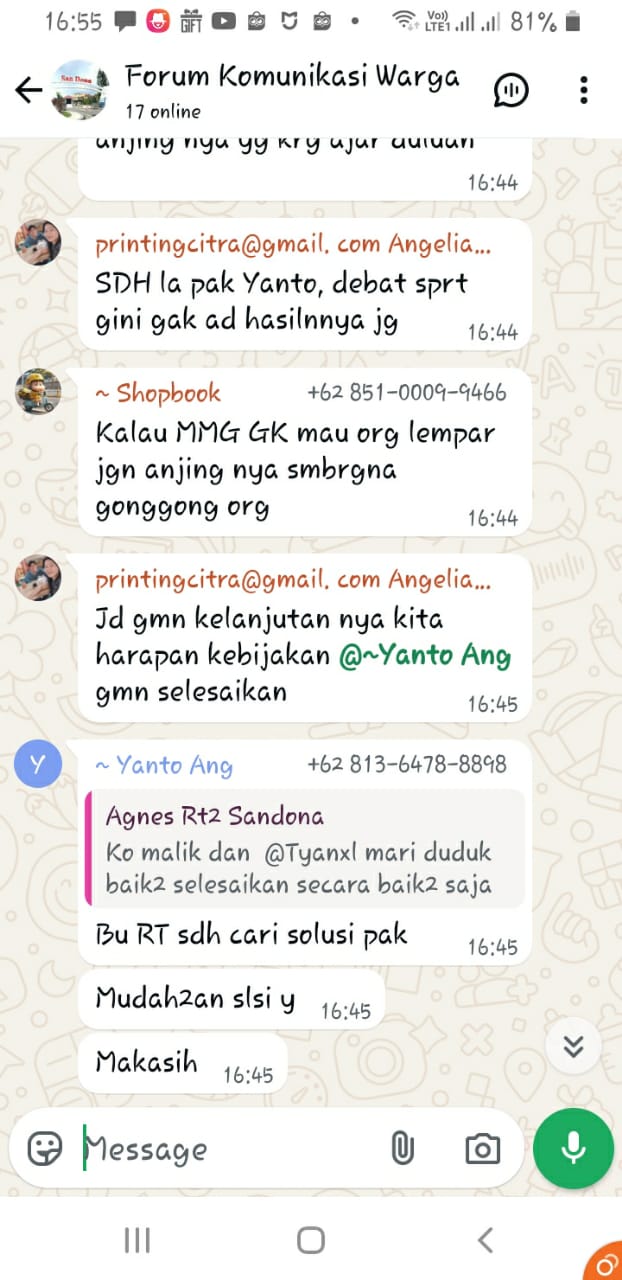 16:55
GIFT
Vo))
LTE1
81%
San Dona
Forum Komunikasi Warga
17 online
anjing nya yg kry ajar duluan
16:44
printingcitra@gmail. com Angelia...
SDH la pak Yanto, debat sprt
gini gak ad hasilnnya jg
16:44
~ Shopbook +62 851-0009-9466
Kalau MMG GK mau org lempar
jgn anjing nya smbrgna
gonggong org
16:44
printingcitra@gmail. com Angelia...
Jd gmn kelanjutan nya kita
harapan kebijakan @~Yanto Ang
gmn selesaikan
16:45
Y
~ Yanto Ang +62 813-6478-8898
Agnes Rt2 Sandona
Ko malik dan @Tyanxl mari duduk
baik2 selesaikan secara baik2 saja
Bu RT sdh cari solusi pak
16:45
Mudah2an slsi y
16:45
Makasih
16:45
Message